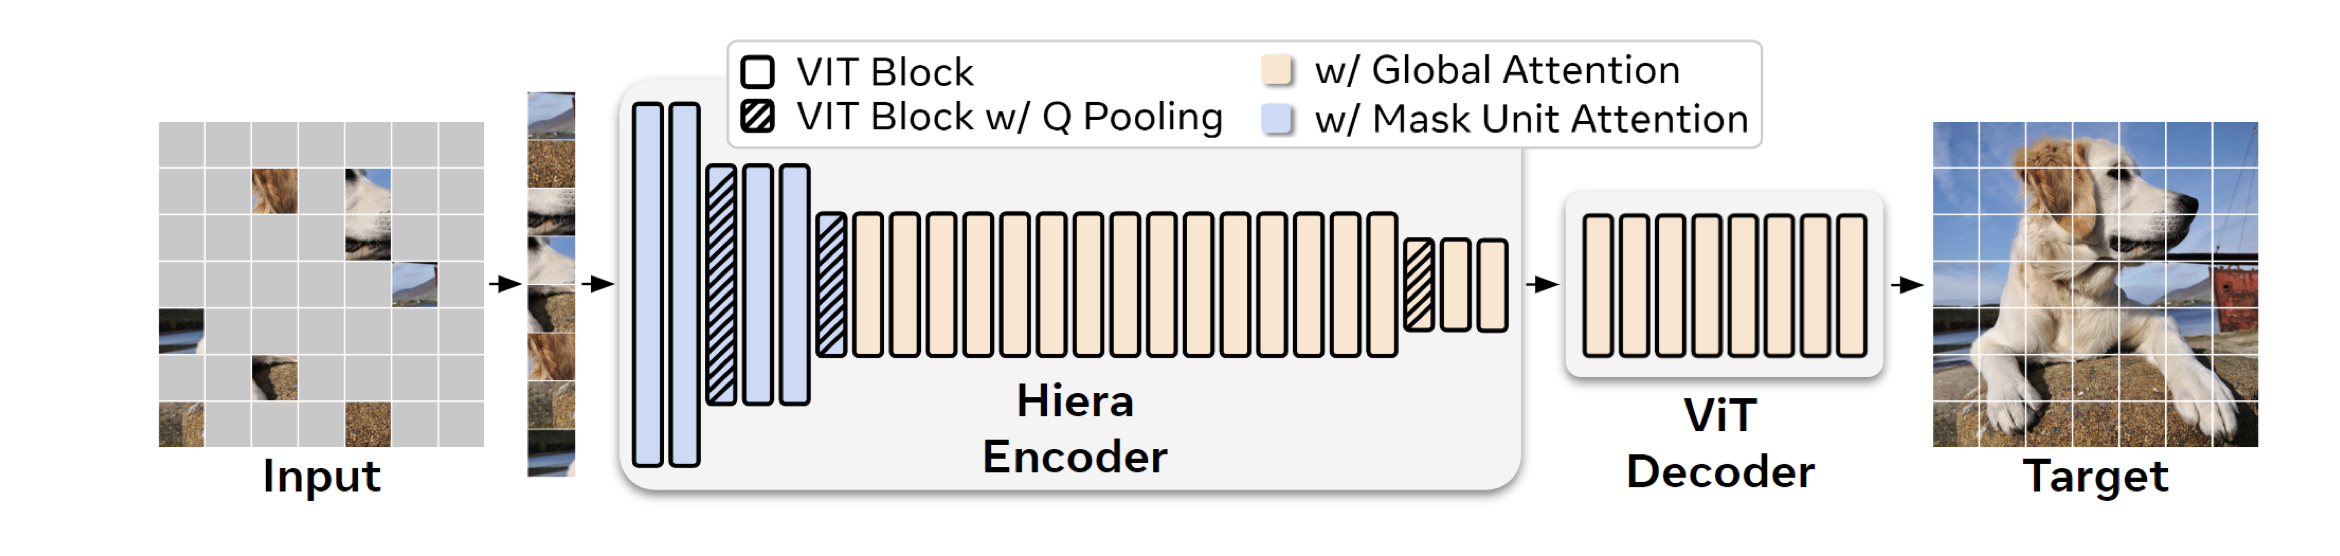 VIT Block
VIT Block w/ Q Pooling
w/ Global Attention
w/ Mask Unit Attention
Input
Hiera
Encoder
ViT
Decoder
Target